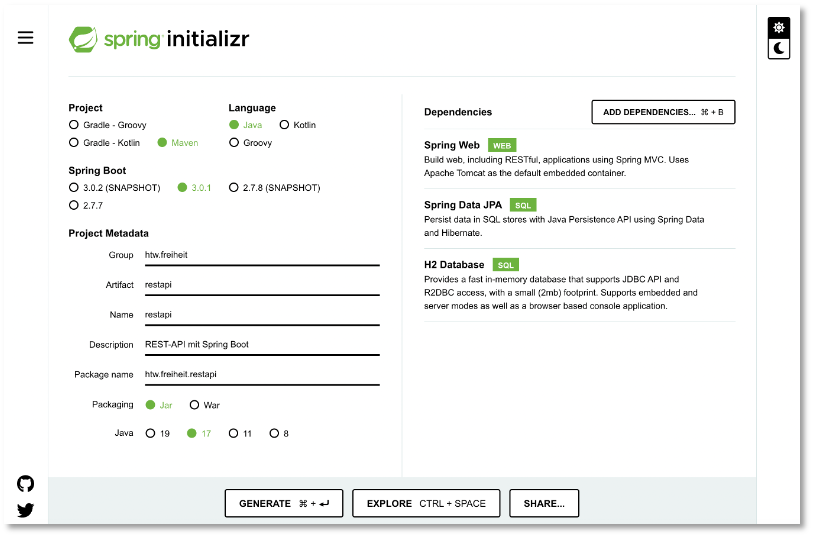 spring initializr
Project
Gradle - Groovy
Gradle - Kotlin Maven
Language
Java Kotlin
Groovy
Spring Boot
3.0.2 (SNAPSHOT) 3.0.1 2.7.8 (SNAPSHOT)
2.7.7
Project Metadata
Group htw.freiheit
Artifact restapi
Name restapi
Description REST-API mit Spring Boot
Package name htw.freiheit.restapi
Packaging Jar War
Java 19 17 11 8
Dependencies ADD DEPENDENCIES... ⌘ + B
Spring Web WEB
Build web, including RESTful, applications using Spring MVC. Uses
Apache Tomcat as the default embedded container.
Spring Data JPA SQL
Persist data in SQL stores with Java Persistence API using Spring Data
and Hibernate.
H2 Database SQL
Provides a fast in-memory database that supports JDBC API and
R2DBC access, with a small (2mb) footprint. Supports embedded and
server modes as well as a browser based console application.
GENERATE ⌘ + ↵ EXPLORE CTRL + SPACE SHARE...